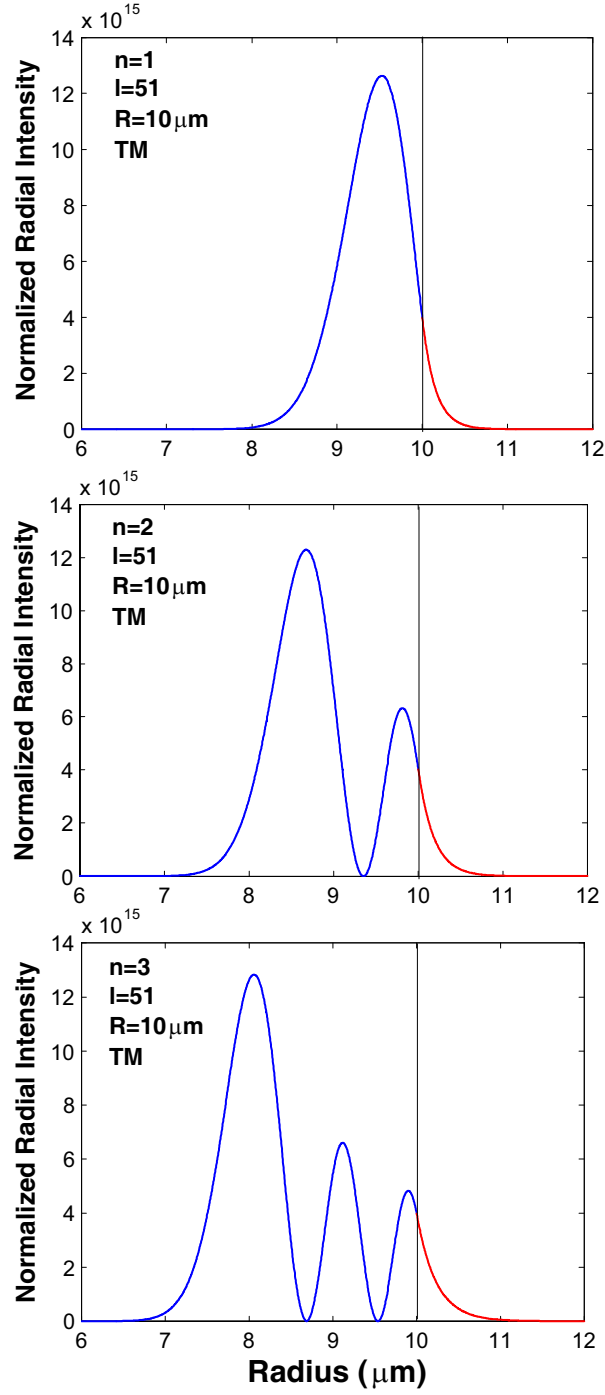 x 10^15
14
12
10
8
6
4
2
0
Normalized Radial Intensity
n=1
l=51
R=10μm
TM
6 7 8 9 10 11 12
x 10^15
14
12
10
8
6
4
2
0
Normalized Radial Intensity
n=2
l=51
R=10μm
TM
6 7 8 9 10 11 12
x 10^15
14
12
10
8
6
4
2
0
Normalized Radial Intensity
n=3
l=51
R=10μm
TM
6 7 8 9 10 11 12
Radius (μm)